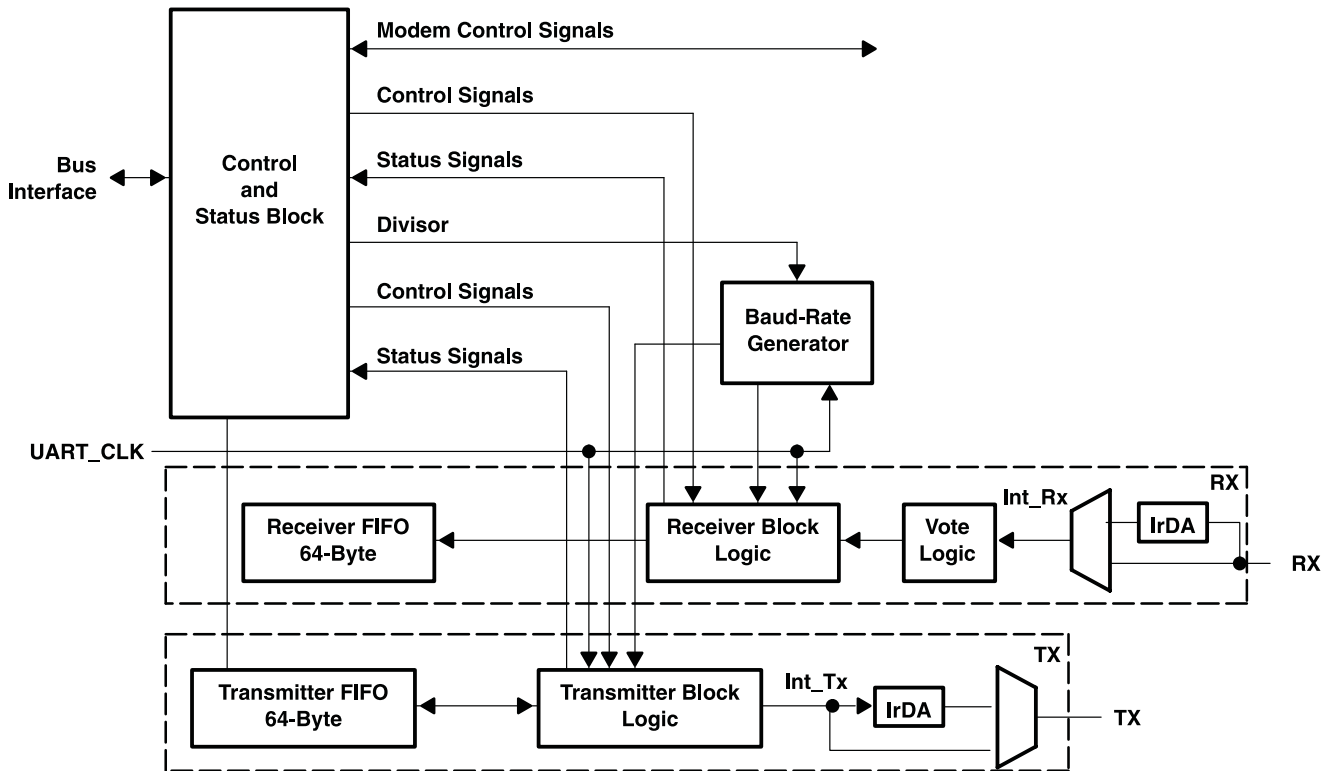 Modem Control Signals
Control Signals
Bus
Interface
Control
and
Status Block
Status Signals
Divisor
Control Signals
Baud-Rate
Generator
Status Signals
UART_CLK
RX
Int_Rx
Receiver FIFO
64-Byte
Receiver Block
Logic
Vote
Logic
IrDA
RX
TX
Transmitter FIFO
64-Byte
Transmitter Block
Logic
Int_Tx
IrDA
TX